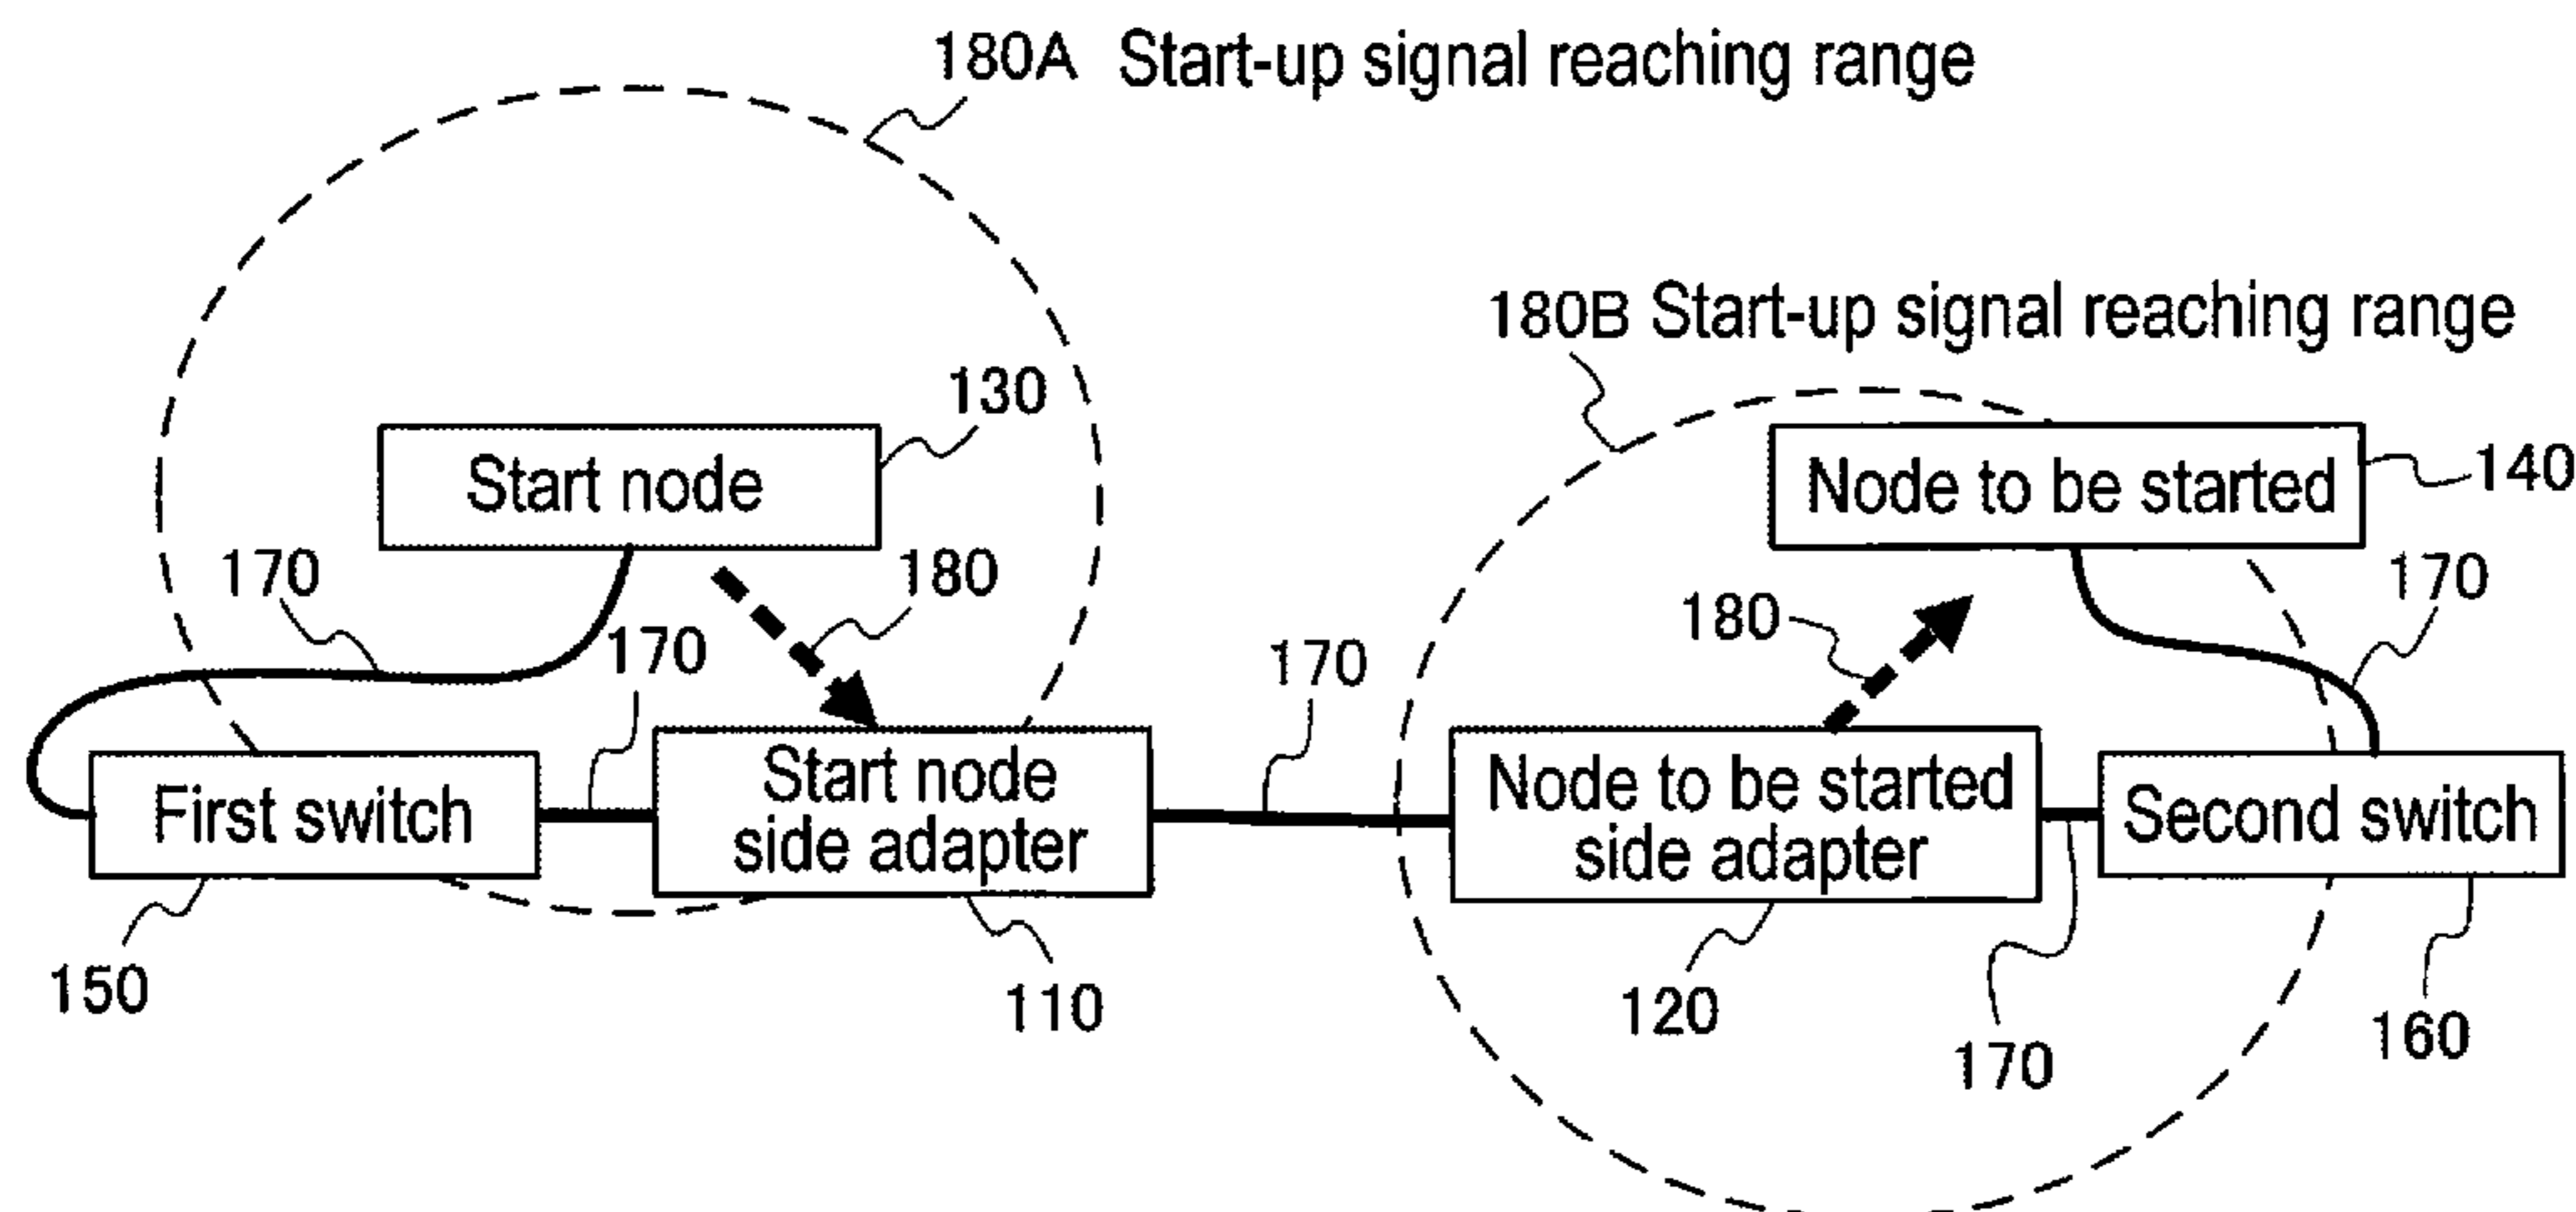 180A Start-up signal reaching range
180B Start-up signal reaching range
130
Start node
140
Node to be started
170
180
170
170
180
170
First switch
Start node
side adapter
Node to be started
side adapter
Second switch
150
110
120
170
160